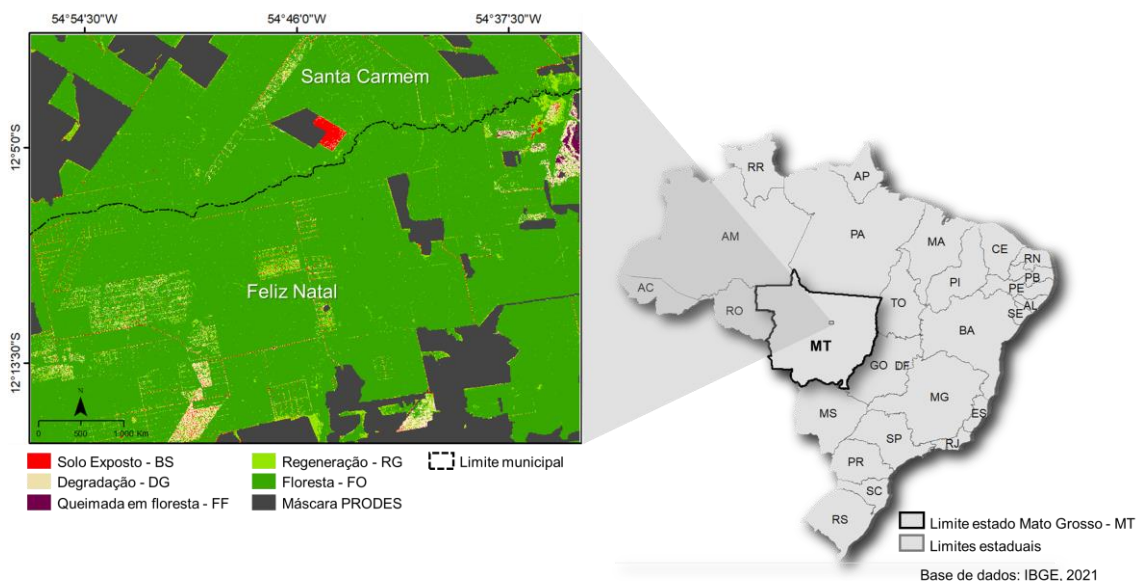 54°54'30"W 54°46'0"W 54°37'30"W
12°5'0"S
12°13'30"S
Santa Carmem
Feliz Natal
N
0 500 1.000 Km
Solo Exposto - BS
Degradação - DG
Queimada em floresta - FF
Regeneração - RG
Floresta - FO
Máscara PRODES
Limite municipal
RR
AP
AM
PA
MA
CE
RN
PB
PE
AL
SE
PI
AC
RO
TO
BA
MT
GO
DF
MG
ES
MS
SP
RJ
PR
SC
RS
Limite estado Mato Grosso - MT
Limites estaduais
Base de dados: IBGE, 2021